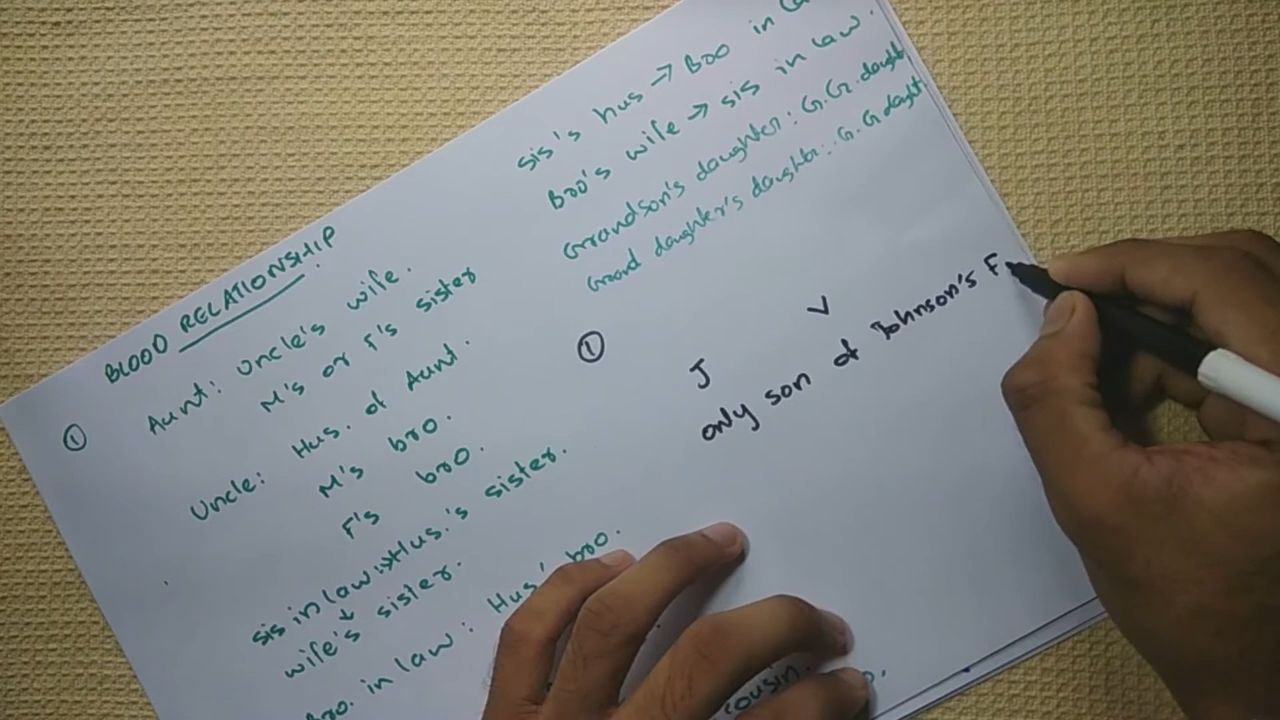 BLOOD RELATIONSHIP
① Aunt: Uncle's wife.
M's or F's sister
Uncle: Hus. of Aunt.
M's bro.
F's bro.
sis in law:→Hus.'s sister.
↓
wife's sister.
bro. in law: Hus' bro.
cousin.
sis's hus → Bro in
Bro's wife → sis in law.
Grandson's daughter: G.G. daught
Grand daughter's daughter: G.G daught
①
J V
only son of Johnson's F